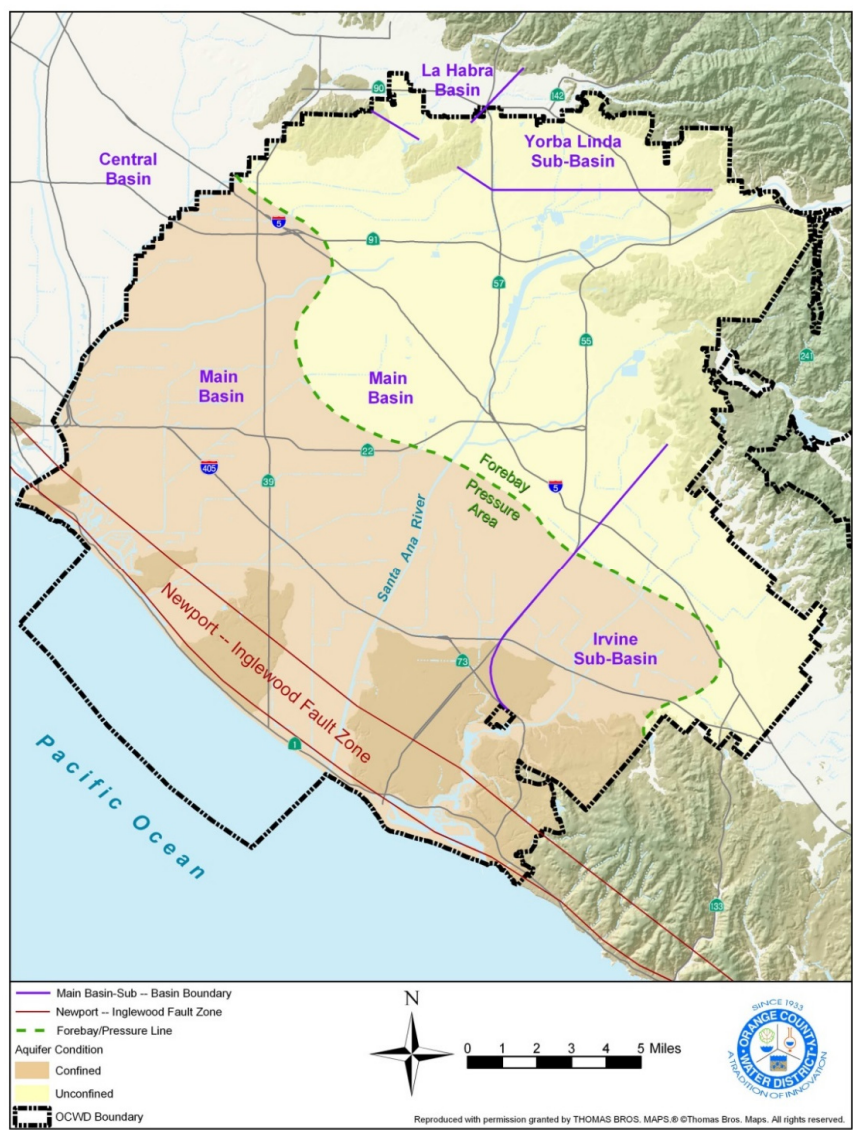 La Habra
Basin
90
142
Central
Basin
Yorba Linda
Sub-Basin
5
91
57
55
241
Main
Basin
Main
Basin
22
405
39
Forebay
Pressure
Area
5
Santa Ana River
Newport -- Inglewood Fault Zone
Irvine
Sub-Basin
73
1
Pacific Ocean
133
Main Basin-Sub -- Basin Boundary
Newport -- Inglewood Fault Zone
Forebay/Pressure Line
Aquifer Condition
Confined
Unconfined
OCWD Boundary
N
0 1 2 3 4 5 Miles
SINCE 1933
ORANGE COUNTY
WATER DISTRICT
A TRADITION OF INNOVATION
Reproduced with permission granted by THOMAS BROS. MAPS.® ©Thomas Bros. Maps. All rights reserved.